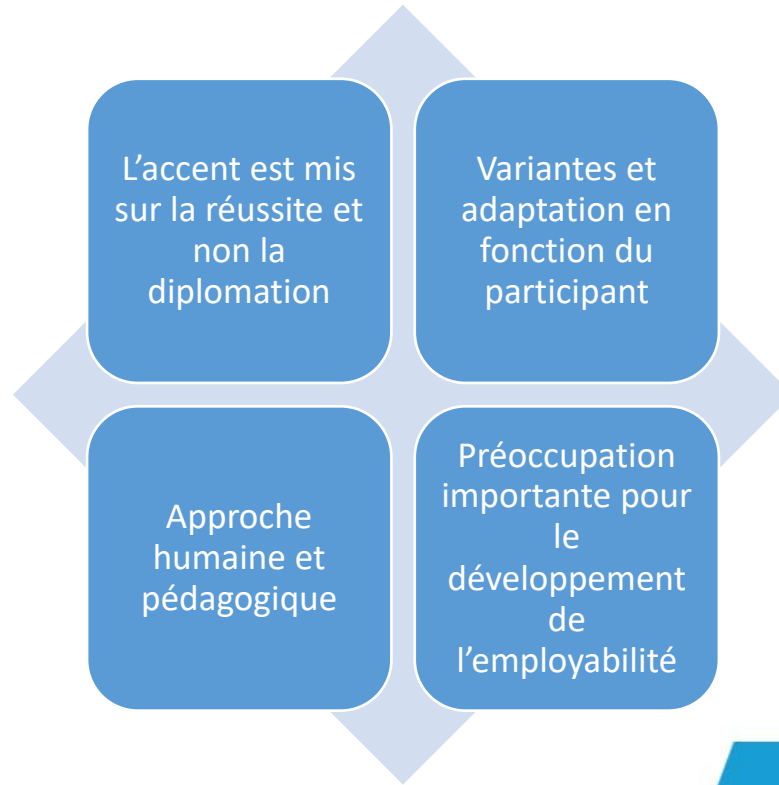 L’accent est mis
sur la réussite et
non la
diplomation
Variantes et
adaptation en
fonction du
participant
Approche
humaine et
pédagogique
Préoccupation
importante pour
le
développement
de
l’employabilité